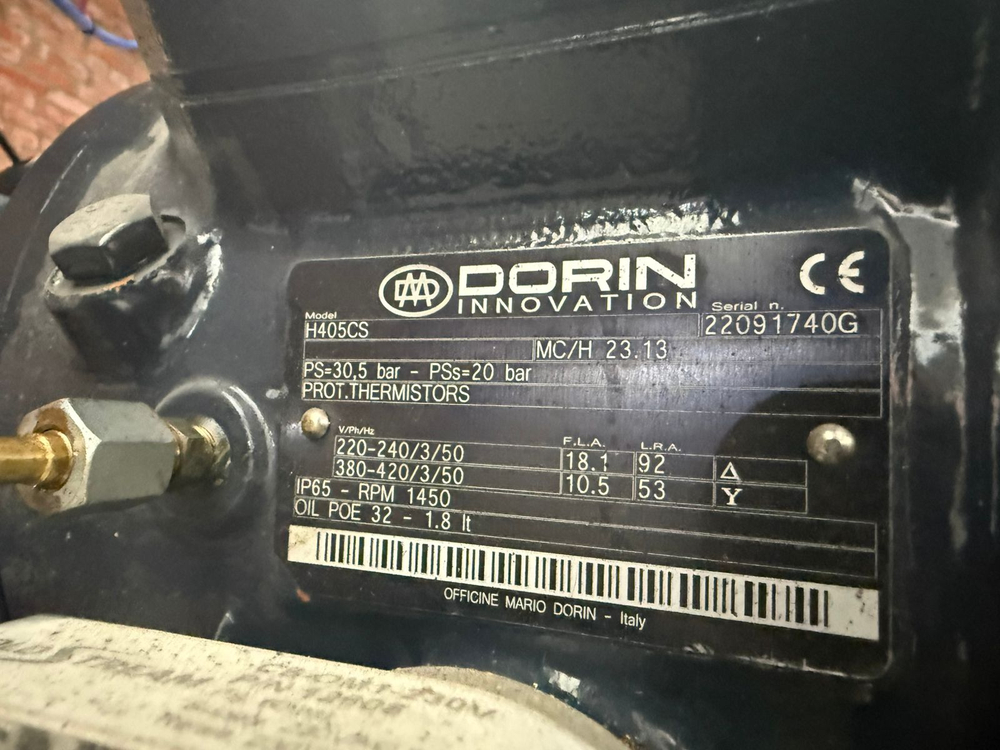 DORIN
INNOVATION
CE
Model
Serial n.
H405CS
22091740G
MC/H 23.13
PS=30,5 bar - PSs=20 bar
PROT.THERMISTORS
V/Ph/Hz F.L.A. L.R.A.
220-240/3/50 18.1 92 Δ
380-420/3/50 10.5 53 Y
IP65 - RPM 1450
OIL POE 32 - 1.8 lt
OFFICINE MARIO DORIN - Italy